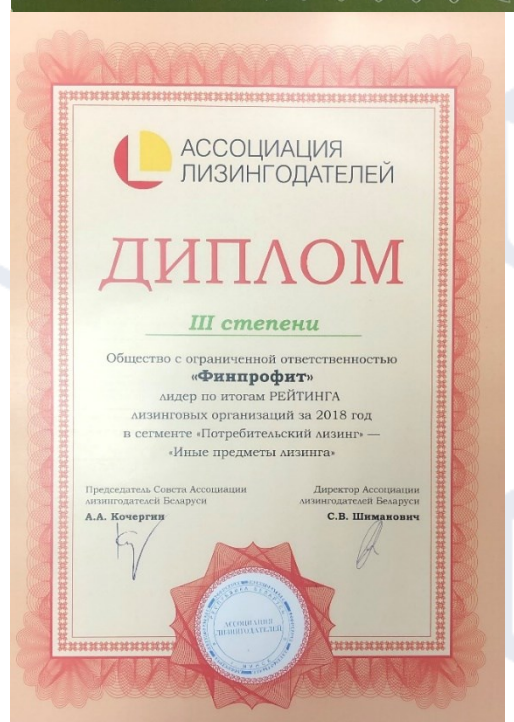 АССОЦИАЦИЯ
ЛИЗИНГОДАТЕЛЕЙ
ДИПЛОМ
III степени
Общество с ограниченной ответственностью
«Финпрофит»
лидер по итогам РЕЙТИНГА
лизинговых организаций за 2018 год
в сегменте «Потребительский лизинг» —
«Иные предметы лизинга»
Председатель Совета Ассоциации
лизингодателей Беларуси
А.А. Кочергин
Директор Ассоциации
лизингодателей Беларуси
С.В. Шиманович
АССОЦИАЦИЯ
ЛИЗИНГОДАТЕЛЕЙ